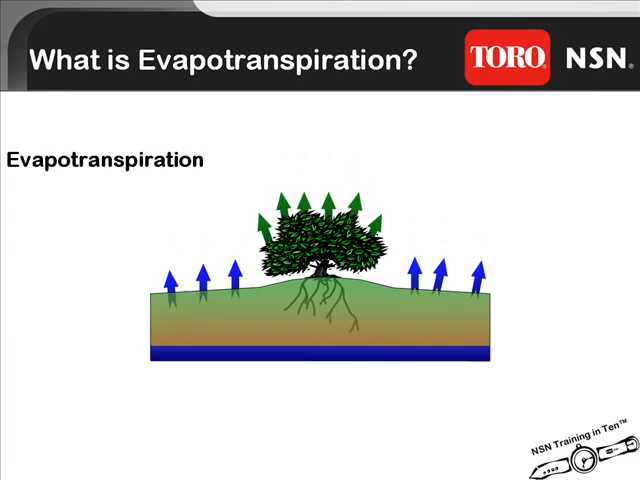 What is Evapotranspiration?
TORO NSN®
Evapotranspiration
NSN Training in Ten™